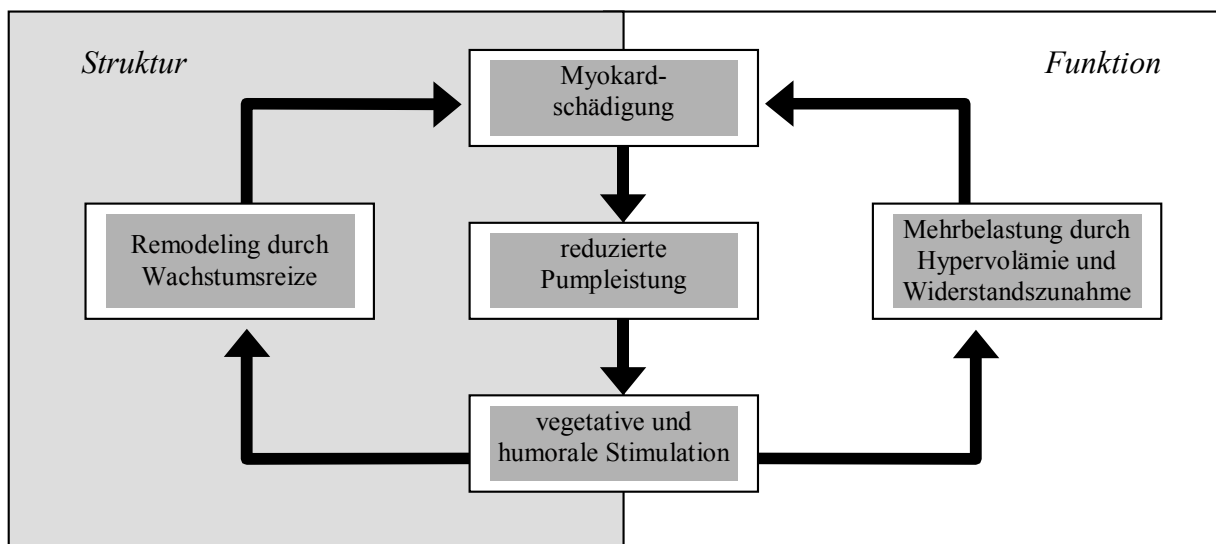 Struktur
Funktion
Myokard-
schädigung
Remodeling durch
Wachstumsreize
reduzierte
Pumpleistung
Mehrbelastung durch
Hypervolämie und
Widerstandszunahme
vegetative und
humorale Stimulation